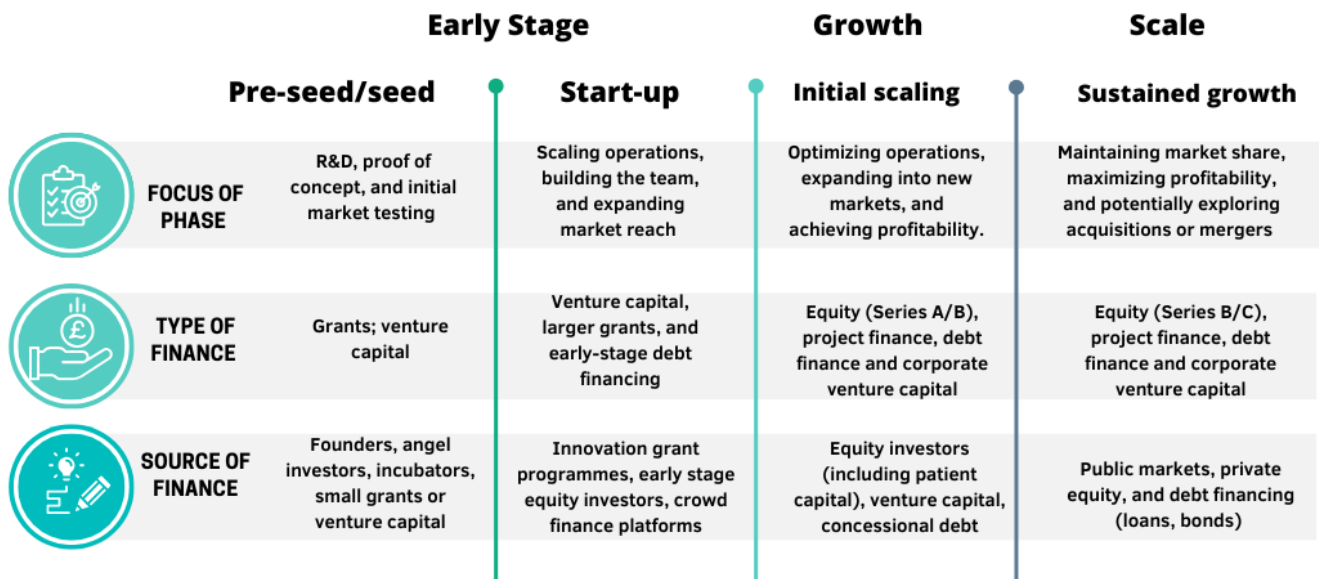 Early Stage
Growth
Scale
Pre-seed/seed
Start-up
Initial scaling
Sustained growth
FOCUS OF
PHASE
R&D, proof of
concept, and initial
market testing
Scaling operations,
building the team,
and expanding
market reach
Optimizing operations,
expanding into new
markets, and
achieving profitability.
Maintaining market share,
maximizing profitability,
and potentially exploring
acquisitions or mergers
£
TYPE OF
FINANCE
Grants; venture
capital
Venture capital,
larger grants, and
early-stage debt
financing
Equity (Series A/B),
project finance, debt
finance and corporate
venture capital
Equity (Series B/C),
project finance, debt
finance and corporate
venture capital
SOURCE OF
FINANCE
Founders, angel
investors, incubators,
small grants or
venture capital
Innovation grant
programmes, early stage
equity investors, crowd
finance platforms
Equity investors
(including patient
capital), venture capital,
concessional debt
Public markets, private
equity, and debt financing
(loans, bonds)